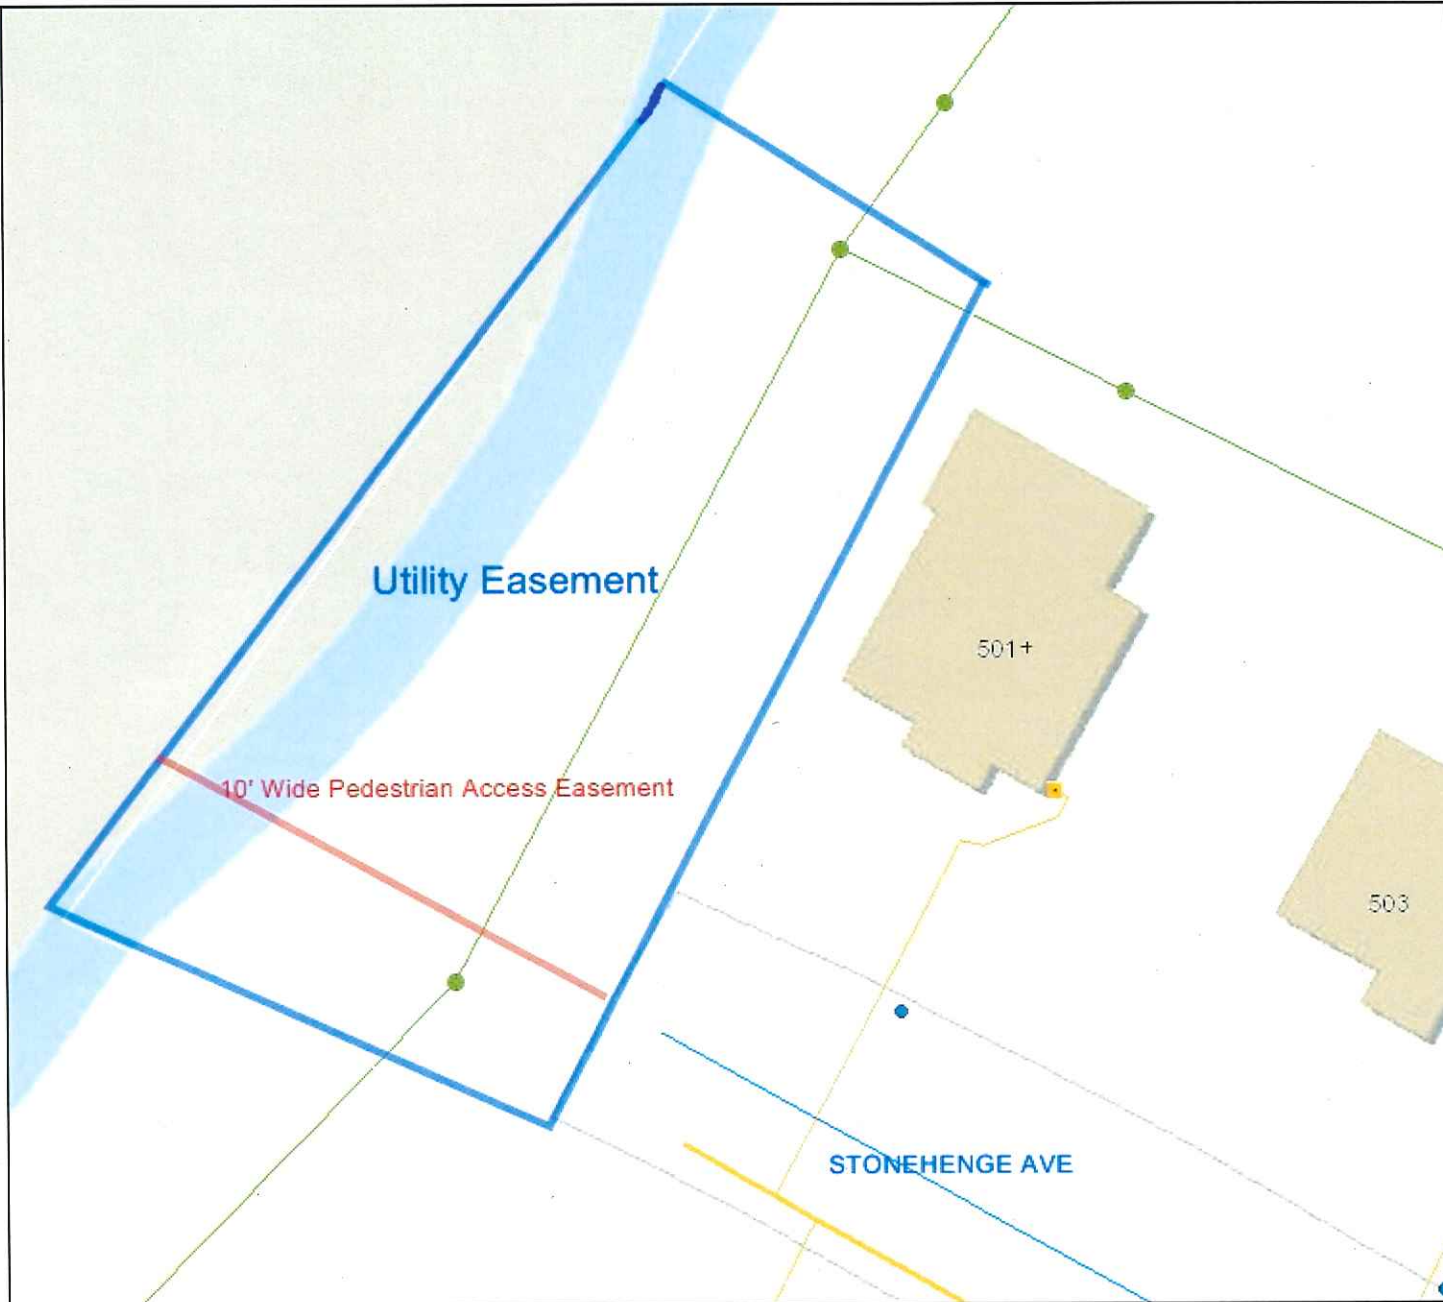 Utility Easement
501+
10' Wide Pedestrian Access Easement
503
STONEHENGE AVE